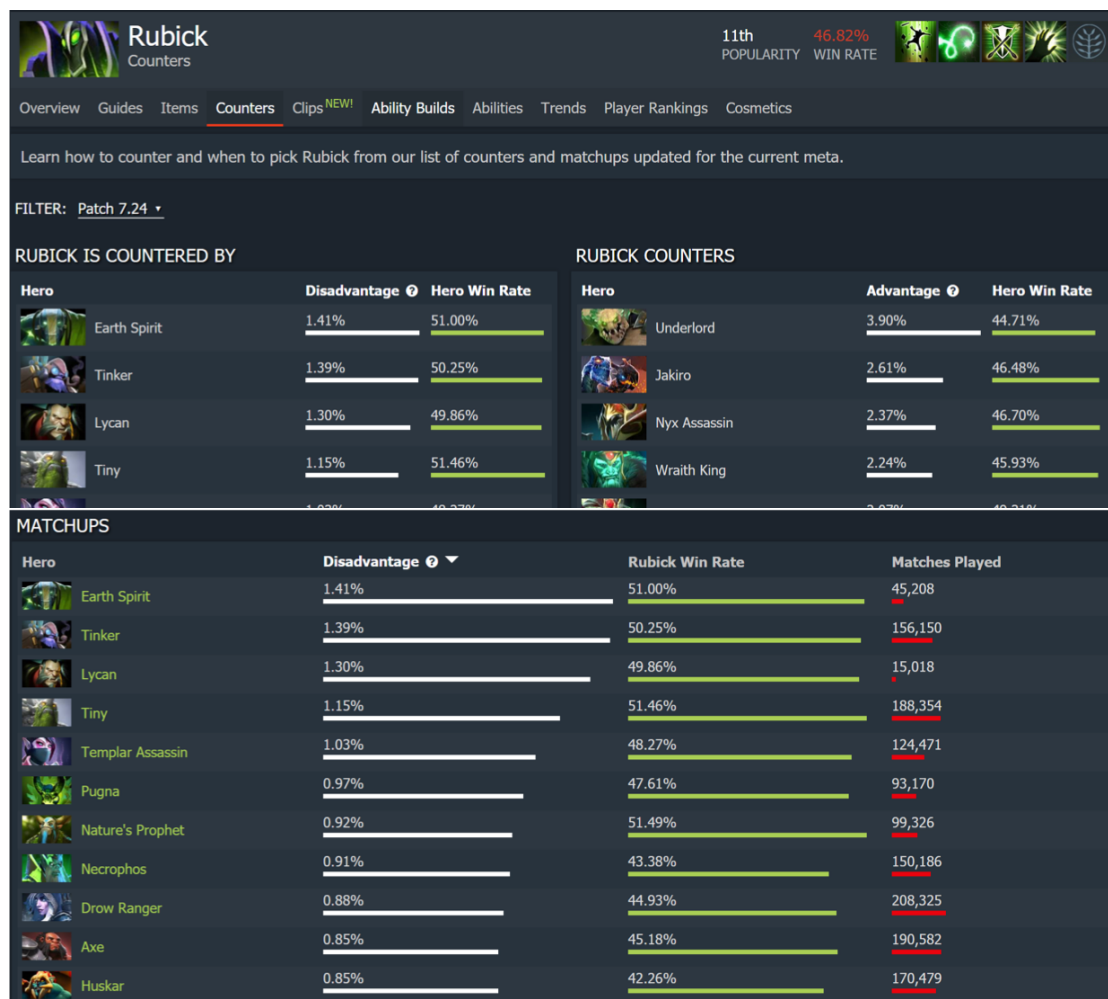 Rubick
Counters
11th
POPULARITY
46.82%
WIN RATE
Overview Guides Items Counters Clips NEW! Ability Builds Abilities Trends Player Rankings Cosmetics
Learn how to counter and when to pick Rubick from our list of counters and matchups updated for the current meta.
FILTER: Patch 7.24
RUBICK IS COUNTERED BY
Hero Disadvantage Hero Win Rate
Earth Spirit 1.41% 51.00%
Tinker 1.39% 50.25%
Lycan 1.30% 49.86%
Tiny 1.15% 51.46%
RUBICK COUNTERS
Hero Advantage Hero Win Rate
Underlord 3.90% 44.71%
Jakiro 2.61% 46.48%
Nyx Assassin 2.37% 46.70%
Wraith King 2.24% 45.93%
MATCHUPS
Hero Disadvantage Rubick Win Rate Matches Played
Earth Spirit 1.41% 51.00% 45,208
Tinker 1.39% 50.25% 156,150
Lycan 1.30% 49.86% 15,018
Tiny 1.15% 51.46% 188,354
Templar Assassin 1.03% 48.27% 124,471
Pugna 0.97% 47.61% 93,170
Nature's Prophet 0.92% 51.49% 99,326
Necrophos 0.91% 43.38% 150,186
Drow Ranger 0.88% 44.93% 208,325
Axe 0.85% 45.18% 190,582
Huskar 0.85% 42.26% 170,479